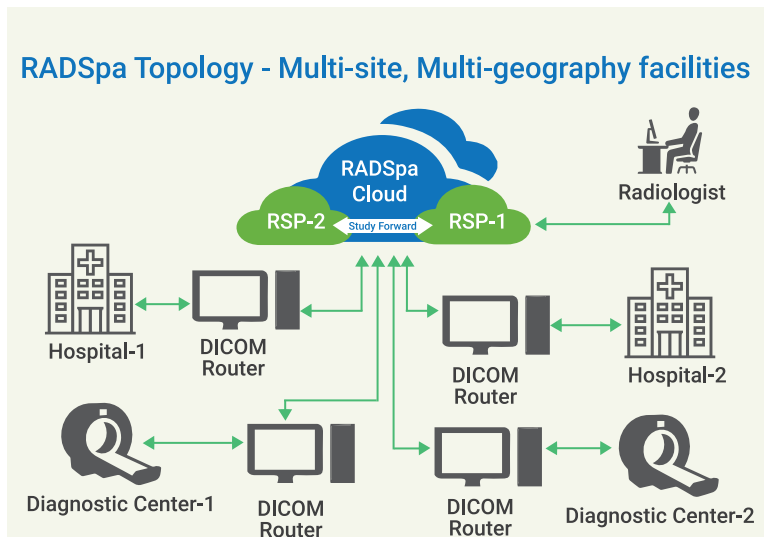 RADSpa Topology - Multi-site, Multi-geography facilities
RADSpa
Cloud
RSP-2
Study Forward
RSP-1
Radiologist
Hospital-1
DICOM
Router
DICOM
Router
Hospital-2
Diagnostic Center-1
DICOM
Router
DICOM
Router
Diagnostic Center-2